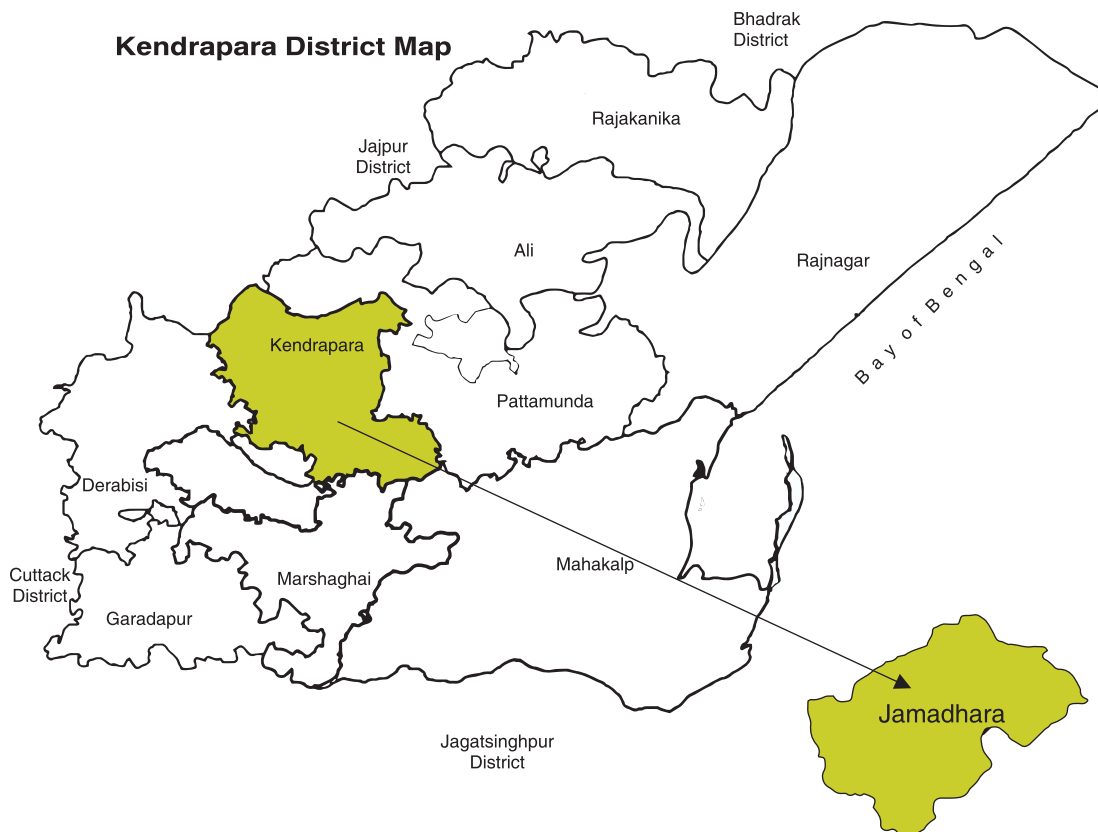 Kendrapara District Map
Bhadrak
District
Rajakanika
Jajpur
District
Ali
Rajnagar
Bay of Bengal
Kendrapara
Pattamunda
Derabisi
Mahakalp
Cuttack
District
Marshaghai
Garadapur
Jamadhara
Jagatsinghpur
District